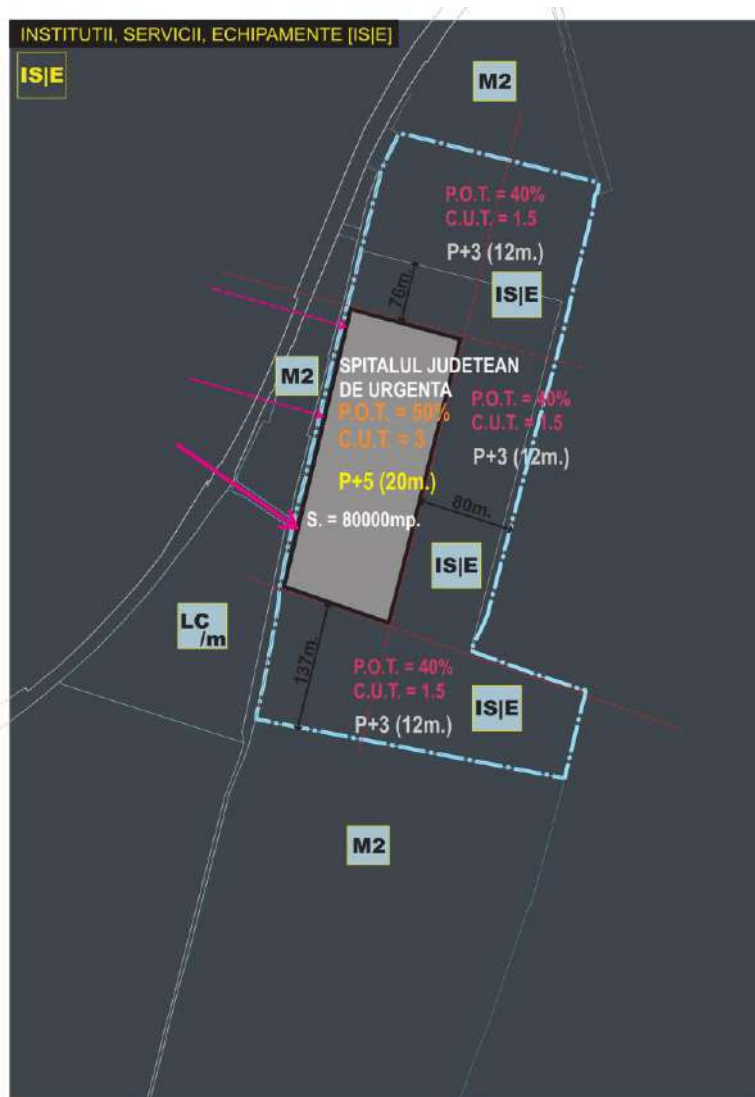 INSTITUTII, SERVICII, ECHIPAMENTE [IS|E]
IS|E
M2
P.O.T. = 40%
C.U.T. = 1.5
P+3 (12m.)
76m.
IS|E
M2
SPITALUL JUDETEAN
DE URGENTA
P.O.T. = 50%
C.U.T. = 3
P+5 (20m.)
S. = 80000mp.
P.O.T. = 40%
C.U.T. = 1.5
P+3 (12m.)
80m.
IS|E
LC
/m
137m.
P.O.T. = 40%
C.U.T. = 1.5
P+3 (12m.)
IS|E
M2